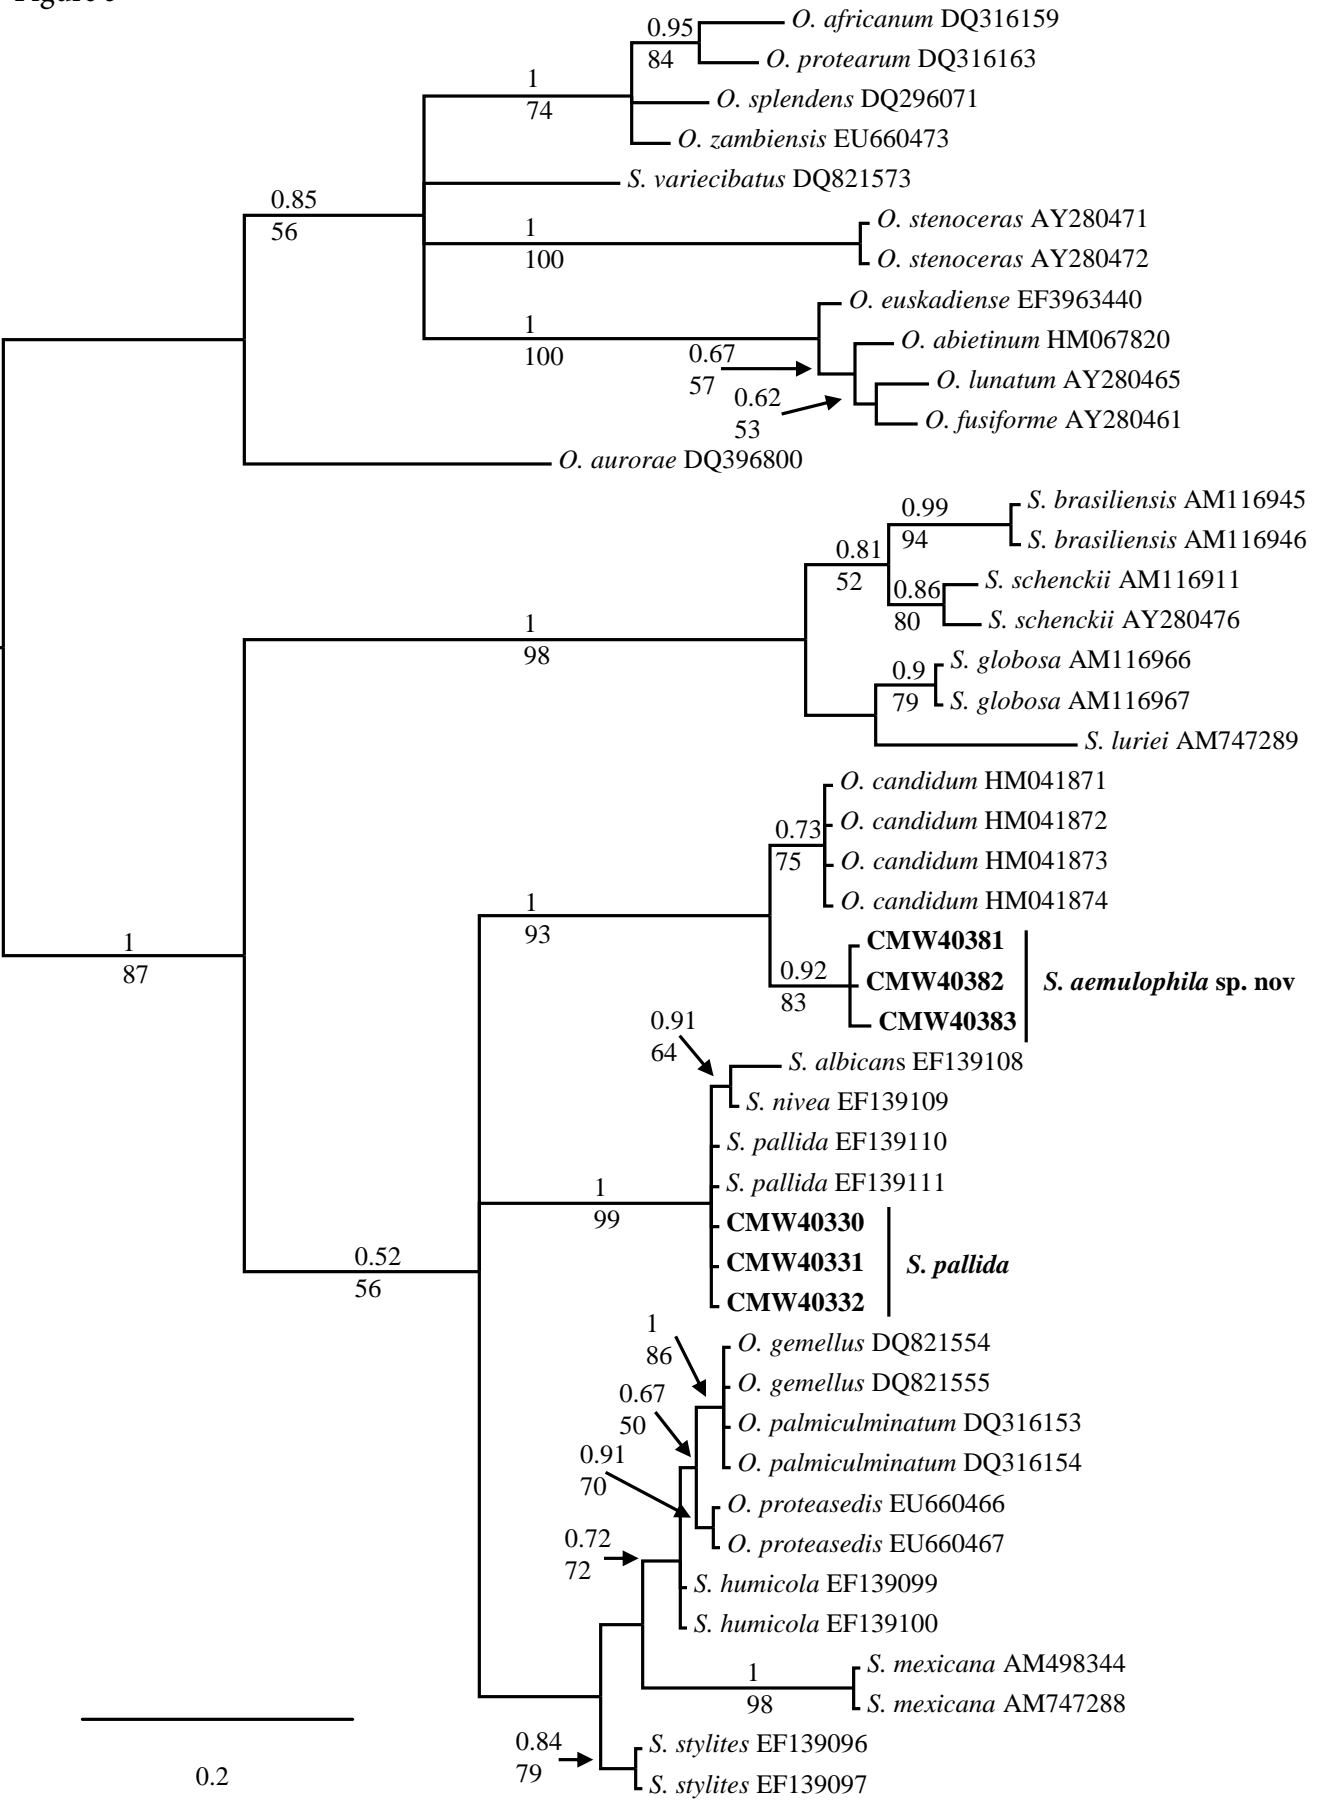 0.95
84
O. africanum DQ316159
O. protearum DQ316163
1
74
O. splendens DQ296071
O. zambiensis EU660473
S. variecibatus DQ821573
0.85
56
1
100
O. stenoceras AY280471
O. stenoceras AY280472
O. euskadiense EF3963440
1
100
0.67
57
O. abietinum HM067820
0.62
53
O. lunatum AY280465
O. fusiforme AY280461
O. aurorae DQ396800
0.99
94
S. brasiliensis AM116945
S. brasiliensis AM116946
0.81
52
0.86
80
S. schenckii AM116911
S. schenckii AY280476
1
98
0.9
79
S. globosa AM116966
S. globosa AM116967
S. luriei AM747289
O. candidum HM041871
0.73
75
O. candidum HM041872
O. candidum HM041873
O. candidum HM041874
1
93
1
87
CMW40381
0.92
83
CMW40382
S. aemulophila sp. nov
CMW40383
0.91
64
S. albicans EF139108
S. nivea EF139109
S. pallida EF139110
S. pallida EF139111
1
99
CMW40330
CMW40331
S. pallida
CMW40332
0.52
56
1
86
O. gemellus DQ821554
O. gemellus DQ821555
0.67
50
O. palmiculminatum DQ316153
O. palmiculminatum DQ316154
0.91
70
O. proteasedis EU660466
O. proteasedis EU660467
0.72
72
S. humicola EF139099
S. humicola EF139100
1
98
S. mexicana AM498344
S. mexicana AM747288
0.84
79
S. stylites EF139096
S. stylites EF139097
0.2